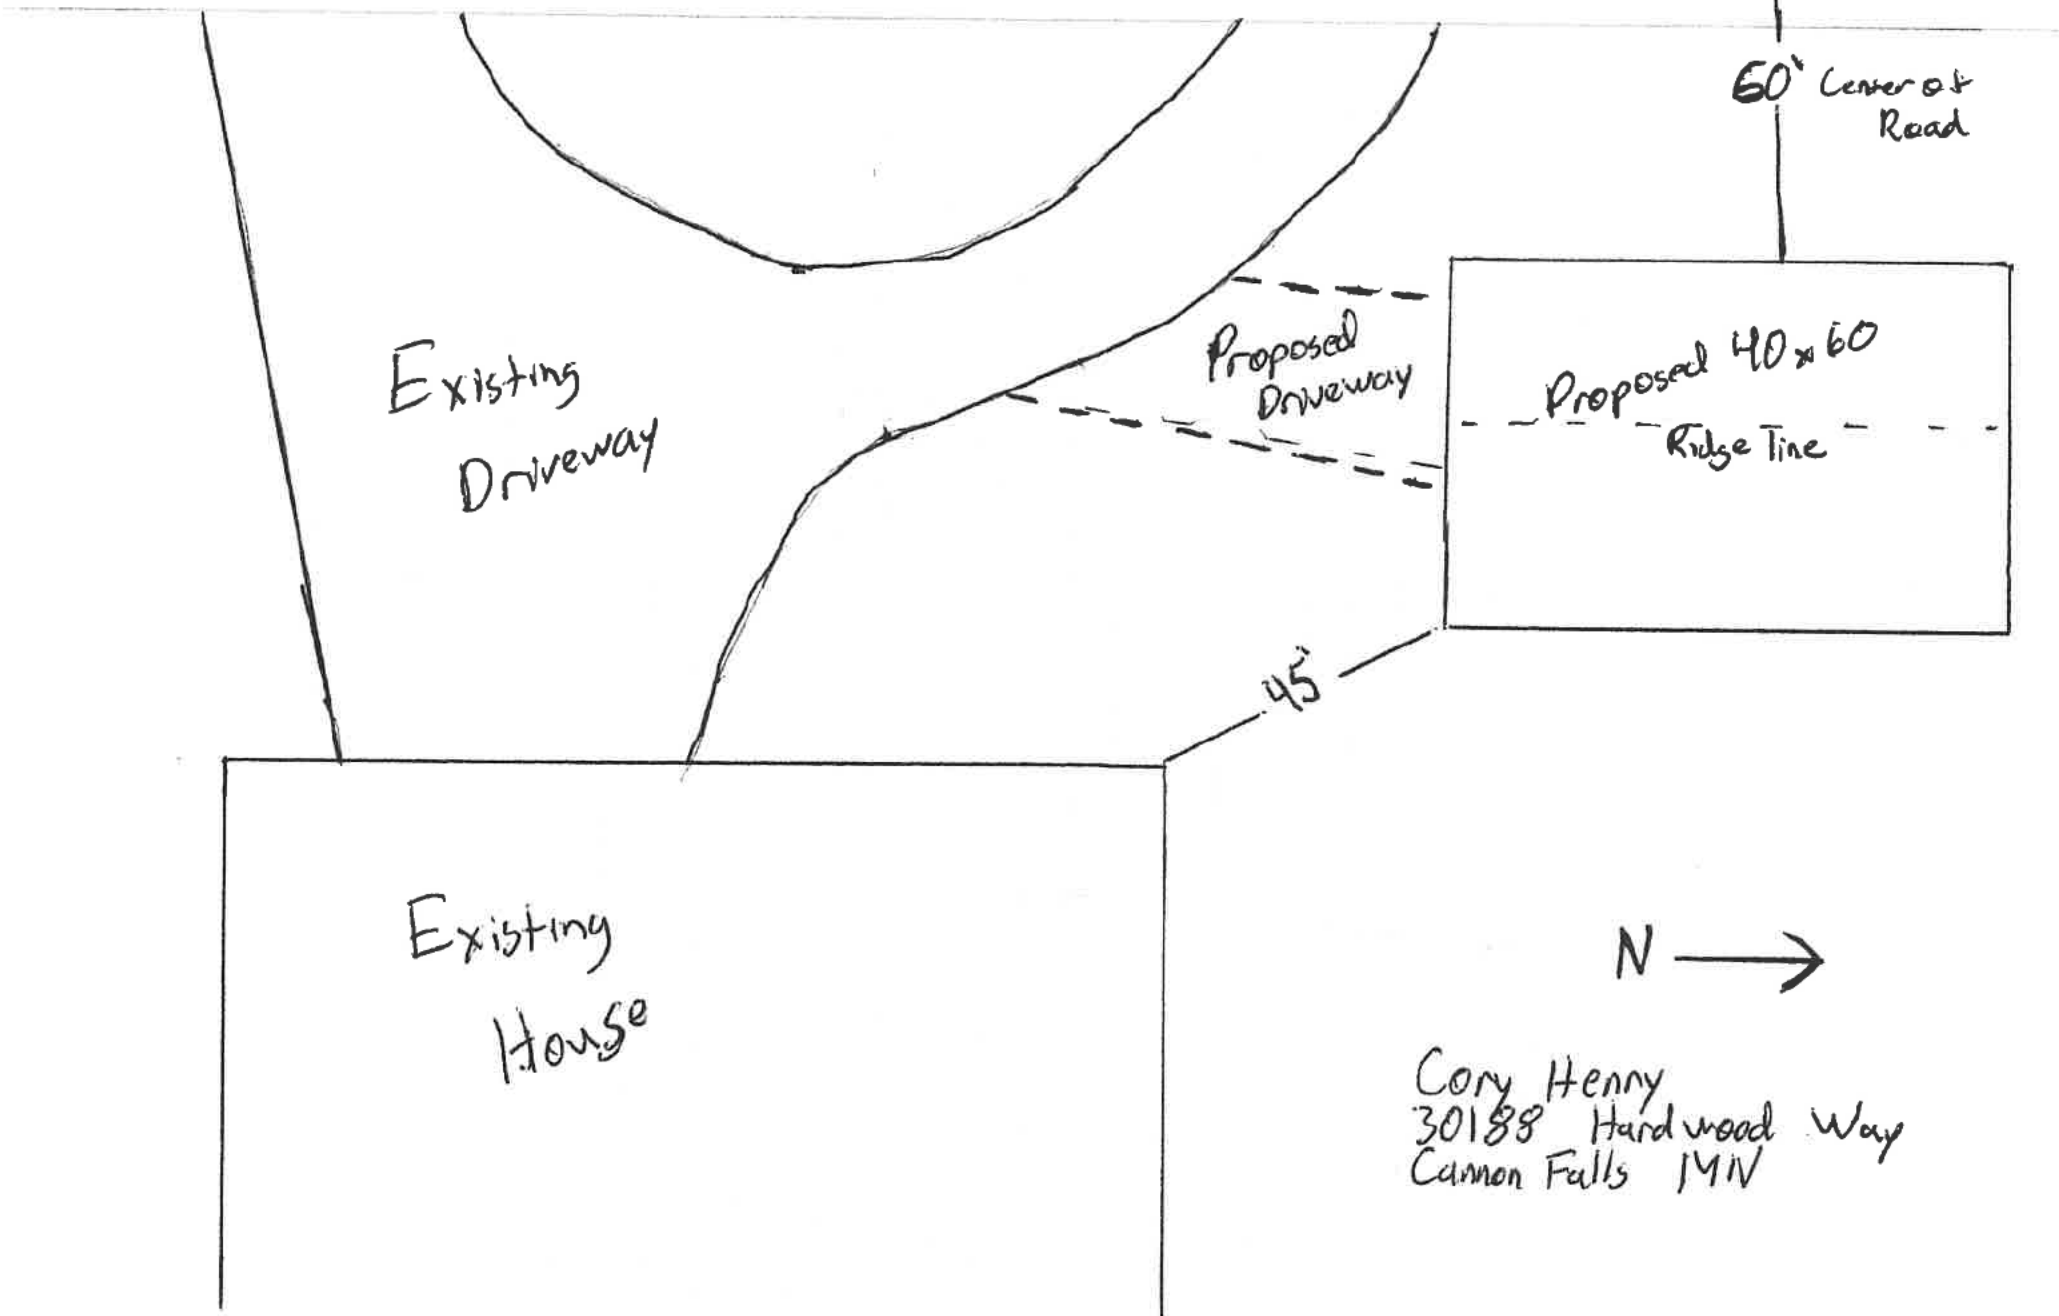 60' Center of
Road
Existing
Driveway
Proposed
Driveway
Proposed 40x60
Ridge Line
45'
Existing
House
N
Cory Henny
30188 Hardwood Way
Cannon Falls MN